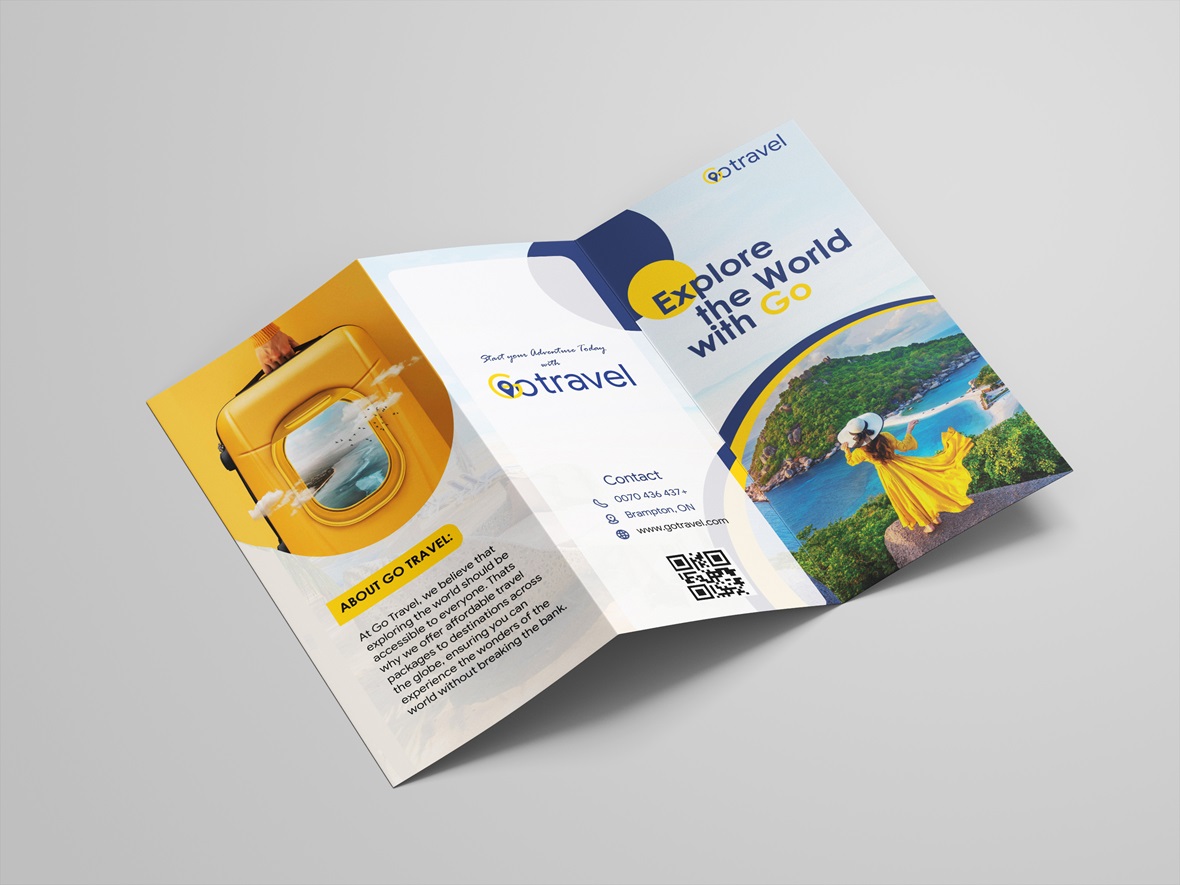 ABOUT GO TRAVEL:
At Go Travel, we believe that
exploring the world should be
accessible to everyone. Thats
why we offer affordable travel
packages to destinations across
the globe, ensuring you can
experience the wonders of the
world without breaking the bank.
Start your Adventure Today
with
Gotravel
Contact
0070 436 437+
Brampton, ON
www.gotravel.com
Gotravel
Explore
the World
with Go